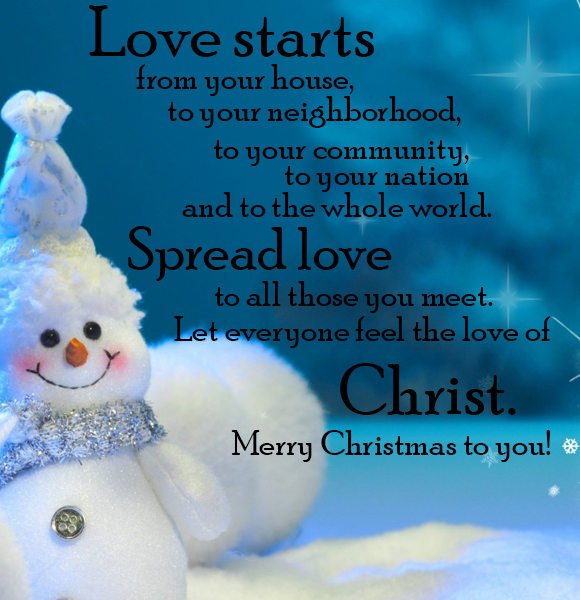 Love starts
from your house,
to your neighborhood,
to your community,
to your nation
and to the whole world.
Spread love
to all those you meet.
Let everyone feel the love of
Christ.
Merry Christmas to you!